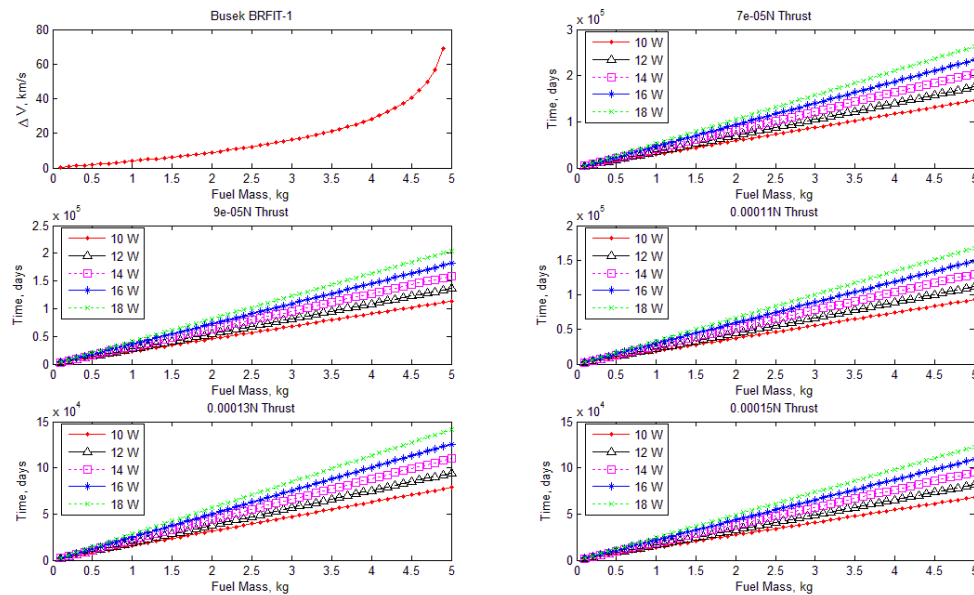 Busek BRFIT-1
80
60
40
20
0
Δ V, km/s
0 0.5 1 1.5 2 2.5 3 3.5 4 4.5 5
Fuel Mass, kg
7e-05N Thrust
x 10^5
3
2
1
0
Time, days
10 W
12 W
14 W
16 W
18 W
0 0.5 1 1.5 2 2.5 3 3.5 4 4.5 5
Fuel Mass, kg
9e-05N Thrust
x 10^5
2.5
2
1.5
1
0.5
0
Time, days
10 W
12 W
14 W
16 W
18 W
0 0.5 1 1.5 2 2.5 3 3.5 4 4.5 5
Fuel Mass, kg
0.00011N Thrust
x 10^5
2
1.5
1
0.5
0
Time, days
10 W
12 W
14 W
16 W
18 W
0 0.5 1 1.5 2 2.5 3 3.5 4 4.5 5
Fuel Mass, kg
0.00013N Thrust
x 10^4
15
10
5
0
Time, days
10 W
12 W
14 W
16 W
18 W
0 0.5 1 1.5 2 2.5 3 3.5 4 4.5 5
Fuel Mass, kg
0.00015N Thrust
x 10^4
15
10
5
0
Time, days
10 W
12 W
14 W
16 W
18 W
0 0.5 1 1.5 2 2.5 3 3.5 4 4.5 5
Fuel Mass, kg